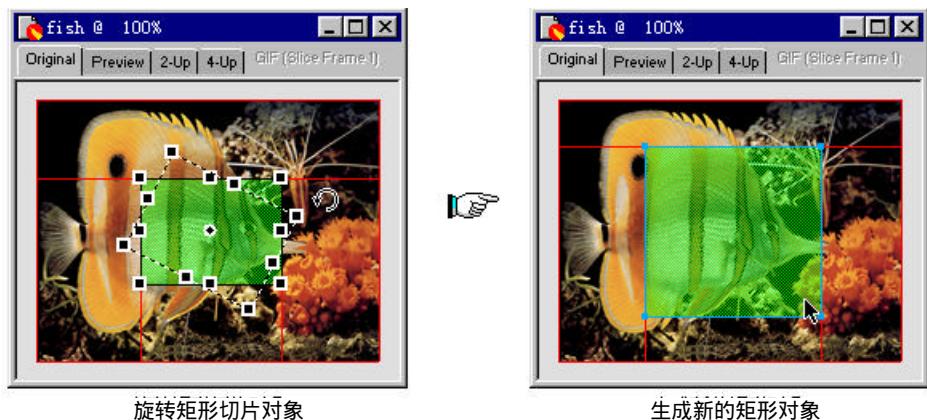 fish @ 100%
Original Preview 2-Up 4-Up GIF (Slice Frame 1)
旋转矩形切片对象
fish @ 100%
Original Preview 2-Up 4-Up GIF (Slice Frame 1)
生成新的矩形对象